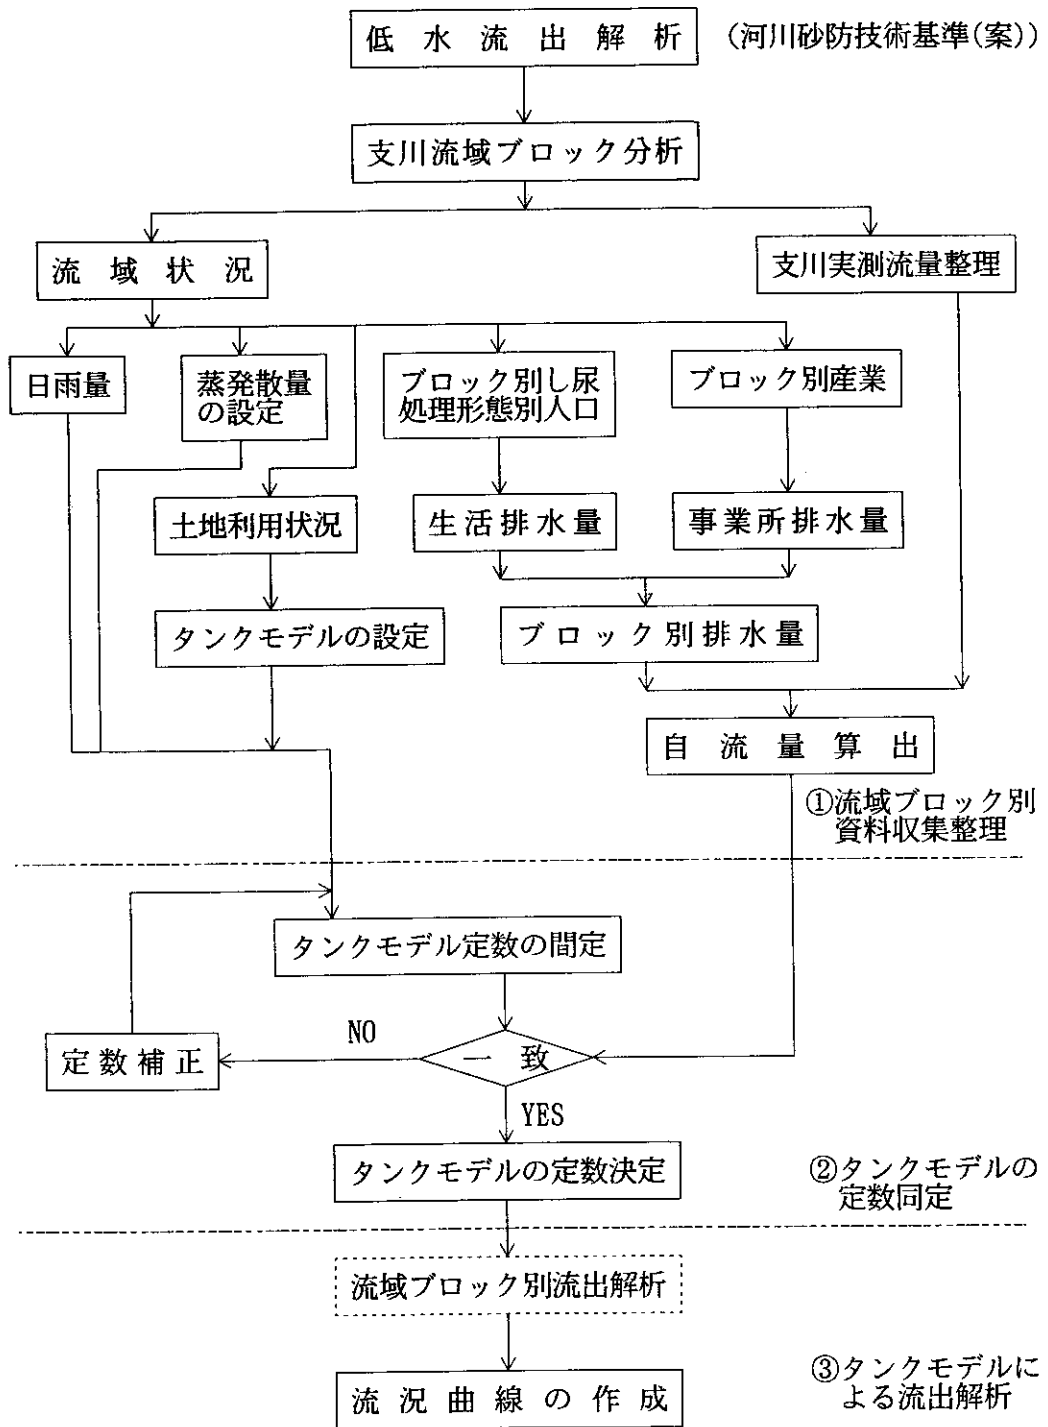 低水流出解析
(河川砂防技術基準(案))
支川流域ブロック分析
流域状況
支川実測流量整理
日雨量
蒸発散量
の設定
ブロック別し尿
処理形態別人口
ブロック別産業
土地利用状況
生活排水量
事業所排水量
タンクモデルの設定
ブロック別排水量
自流量算出
①流域ブロック別
資料収集整理
タンクモデル定数の間定
NO
定数補正
一致
YES
タンクモデルの定数決定
②タンクモデルの
定数同定
流域ブロック別流出解析
流況曲線の作成
③タンクモデルに
よる流出解析